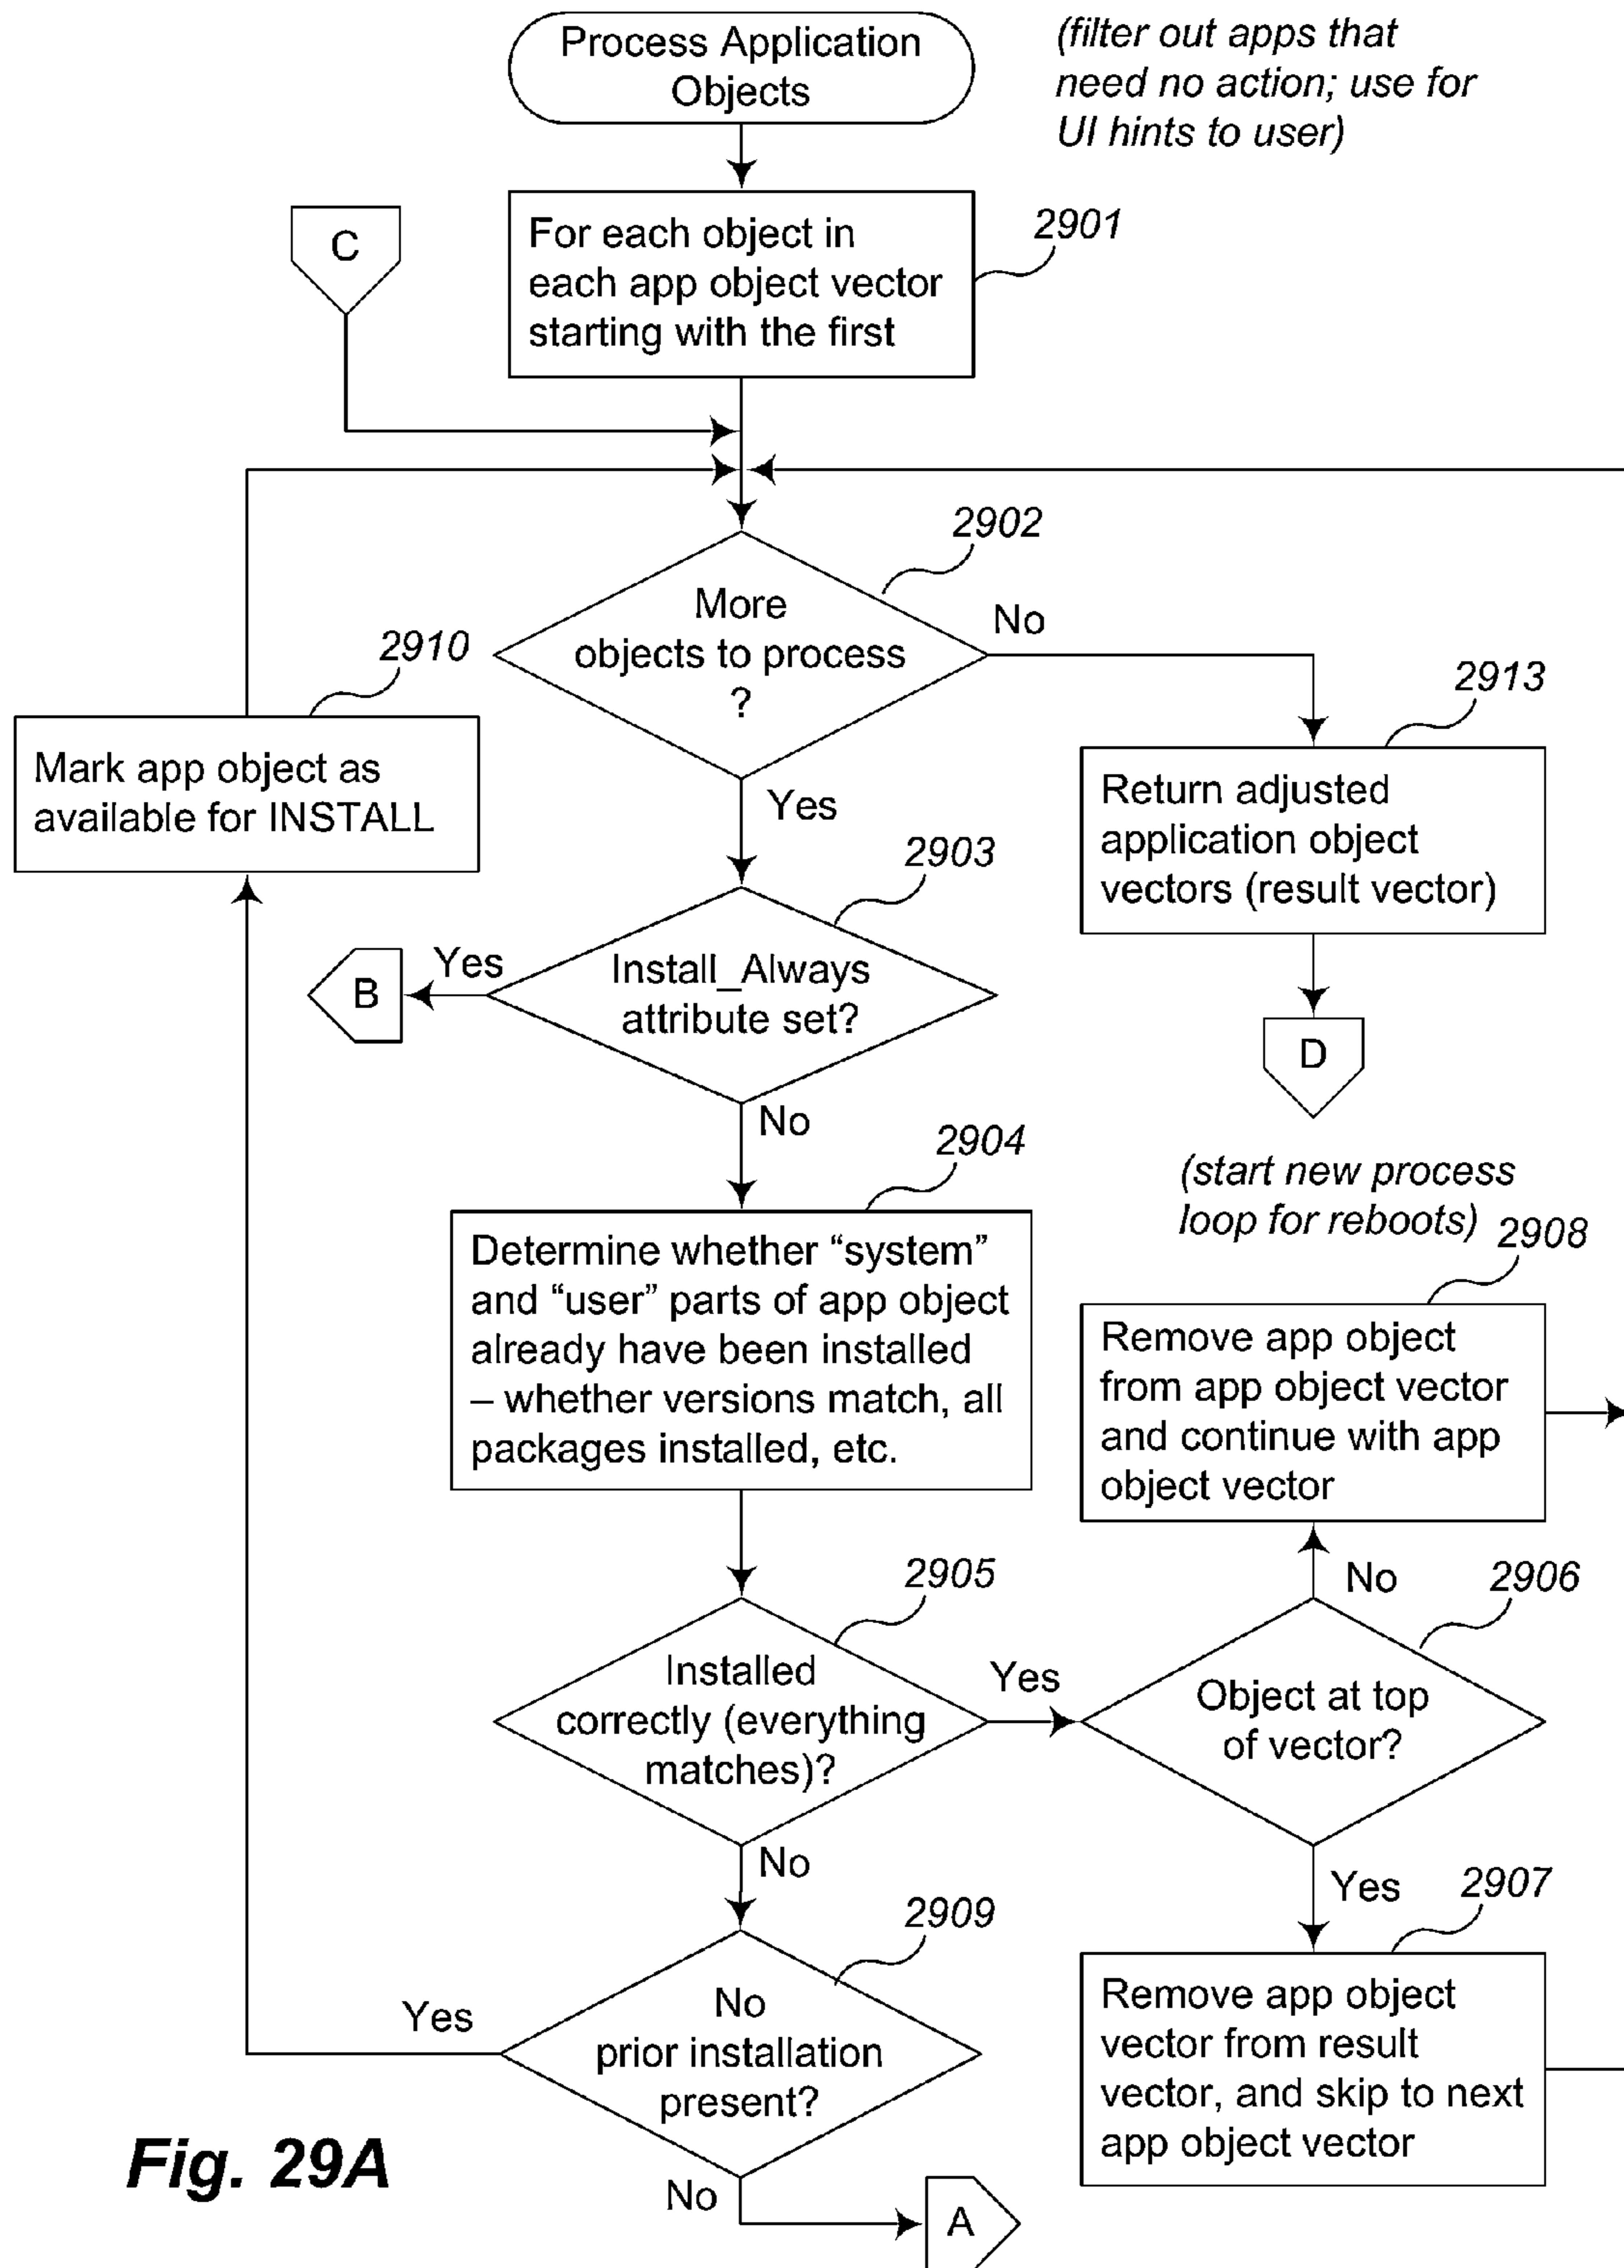 Process Application
Objects
(filter out apps that
need no action; use for
UI hints to user)
C
For each object in
each app object vector
starting with the first
2901
2902
More
objects to process
?
No
Yes
2910
Mark app object as
available for INSTALL
2913
Return adjusted
application object
vectors (result vector)
2903
Install_Always
attribute set?
Yes
B
No
D
(start new process
loop for reboots)
2904
Determine whether “system”
and “user” parts of app object
already have been installed
– whether versions match, all
packages installed, etc.
2908
Remove app object
from app object vector
and continue with app
object vector
2905
Installed
correctly (everything
matches)?
Yes
No
2906
Object at top
of vector?
No
Yes
2907
Remove app object
vector from result
vector, and skip to next
app object vector
2909
No
prior installation
present?
Yes
No
A
Fig. 29A